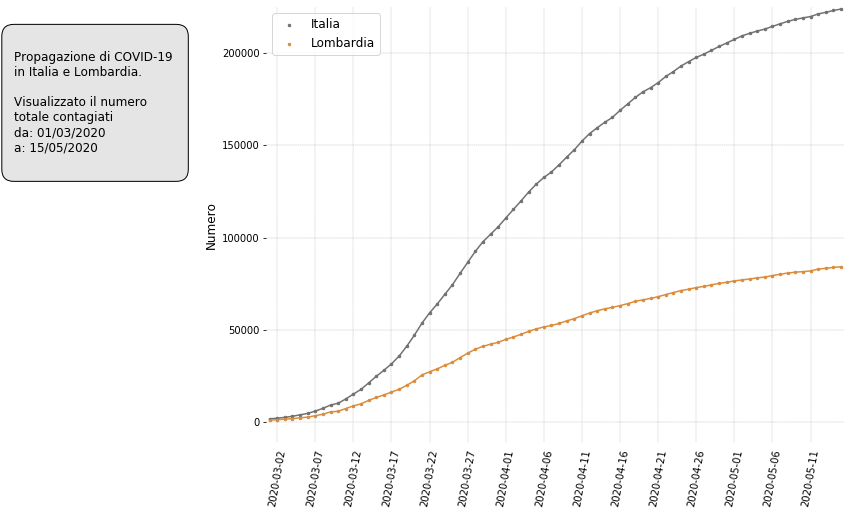 Propagazione di COVID-19
in Italia e Lombardia.
Visualizzato il numero
totale contagiati
da: 01/03/2020
a: 15/05/2020
Italia
Lombardia
Numero
200000
150000
100000
50000
0
2020-03-02
2020-03-07
2020-03-12
2020-03-17
2020-03-22
2020-03-27
2020-04-01
2020-04-06
2020-04-11
2020-04-16
2020-04-21
2020-04-26
2020-05-01
2020-05-06
2020-05-11